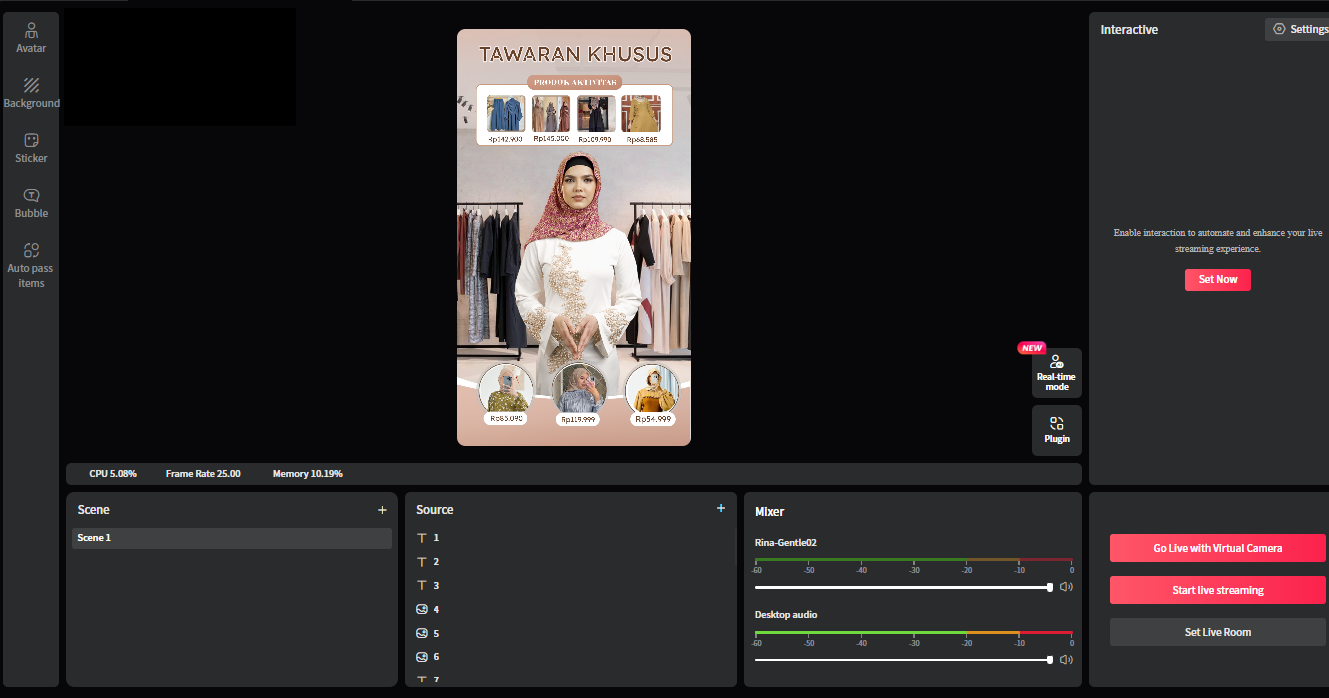 Avatar
Background
Sticker
Bubble
Auto pass
items
TAWARAN KHUSUS
PRODUK AKTIVITAS
Rp142.900
Rp145.000
Rp109.990
Rp68.585
Rp85.090
Rp119.999
Rp54.999
NEW
Real-time
mode
Plugin
Interactive
Settings
Enable interaction to automate and enhance your live
streaming experience.
Set Now
CPU 5.08% Frame Rate 25.00 Memory 10.19%
Scene +
Scene 1
Source +
T 1
T 2
T 3
4
5
6
T 7
Mixer
Rina-Gentle02
-60 -50 -40 -30 -20 -10 0
Desktop audio
-60 -50 -40 -30 -20 -10 0
Go Live with Virtual Camera
Start live streaming
Set Live Room